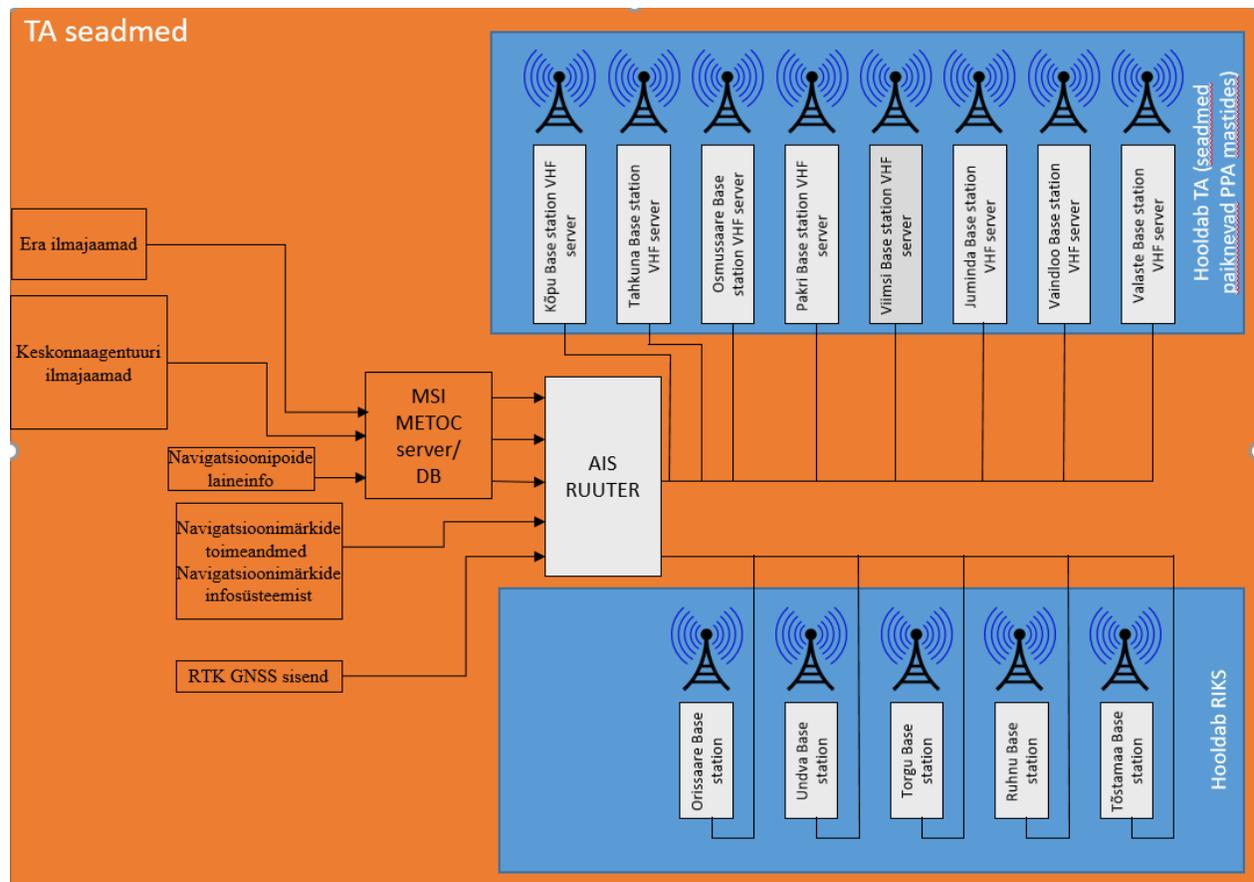 TA seadmed
Era ilmajaamad
Keskonnaagentuuri
ilmajaamad
Navigatsioonipoide
laineinfo
Navigatsioonimärkide
toimeandmed
Navigatsioonimärkide
infosüsteemist
RTK GNSS sisend
MSI
METOC
server/
DB
AIS
RUUTER
Kõpu Base station VHF
server
Tahkuna Base station
VHF server
Osmussaare Base
station VHF server
Pakri Base station VHF
server
Viimsi Base station VHF
server
Juminda Base station
VHF server
Vaindloo Base station
VHF server
Valaste Base station
VHF server
Hooldab TA (seadmed
paiknevad PPA mastides)
Orissaare Base
station
Undva Base
station
Torgu Base
station
Ruhnu Base
station
Tõstamaa Base
station
Hooldab RIKS